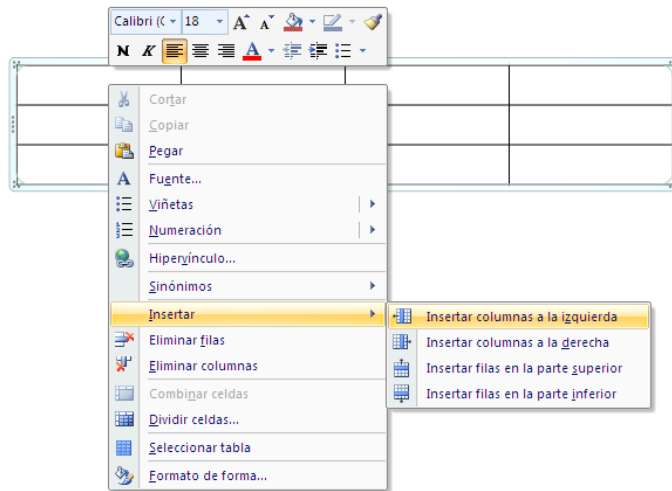 Calibri (( 18 A A
N K A
Cortar
Copiar
Pegar
A Fuente...
Viñetas
Numeración
Hipervínculo...
Sinónimos
Insertar
Eliminar filas
Eliminar columnas
Combinar celdas
Dividir celdas...
Seleccionar tabla
Formato de forma...
Insertar columnas a la izquierda
Insertar columnas a la derecha
Insertar filas en la parte superior
Insertar filas en la parte inferior